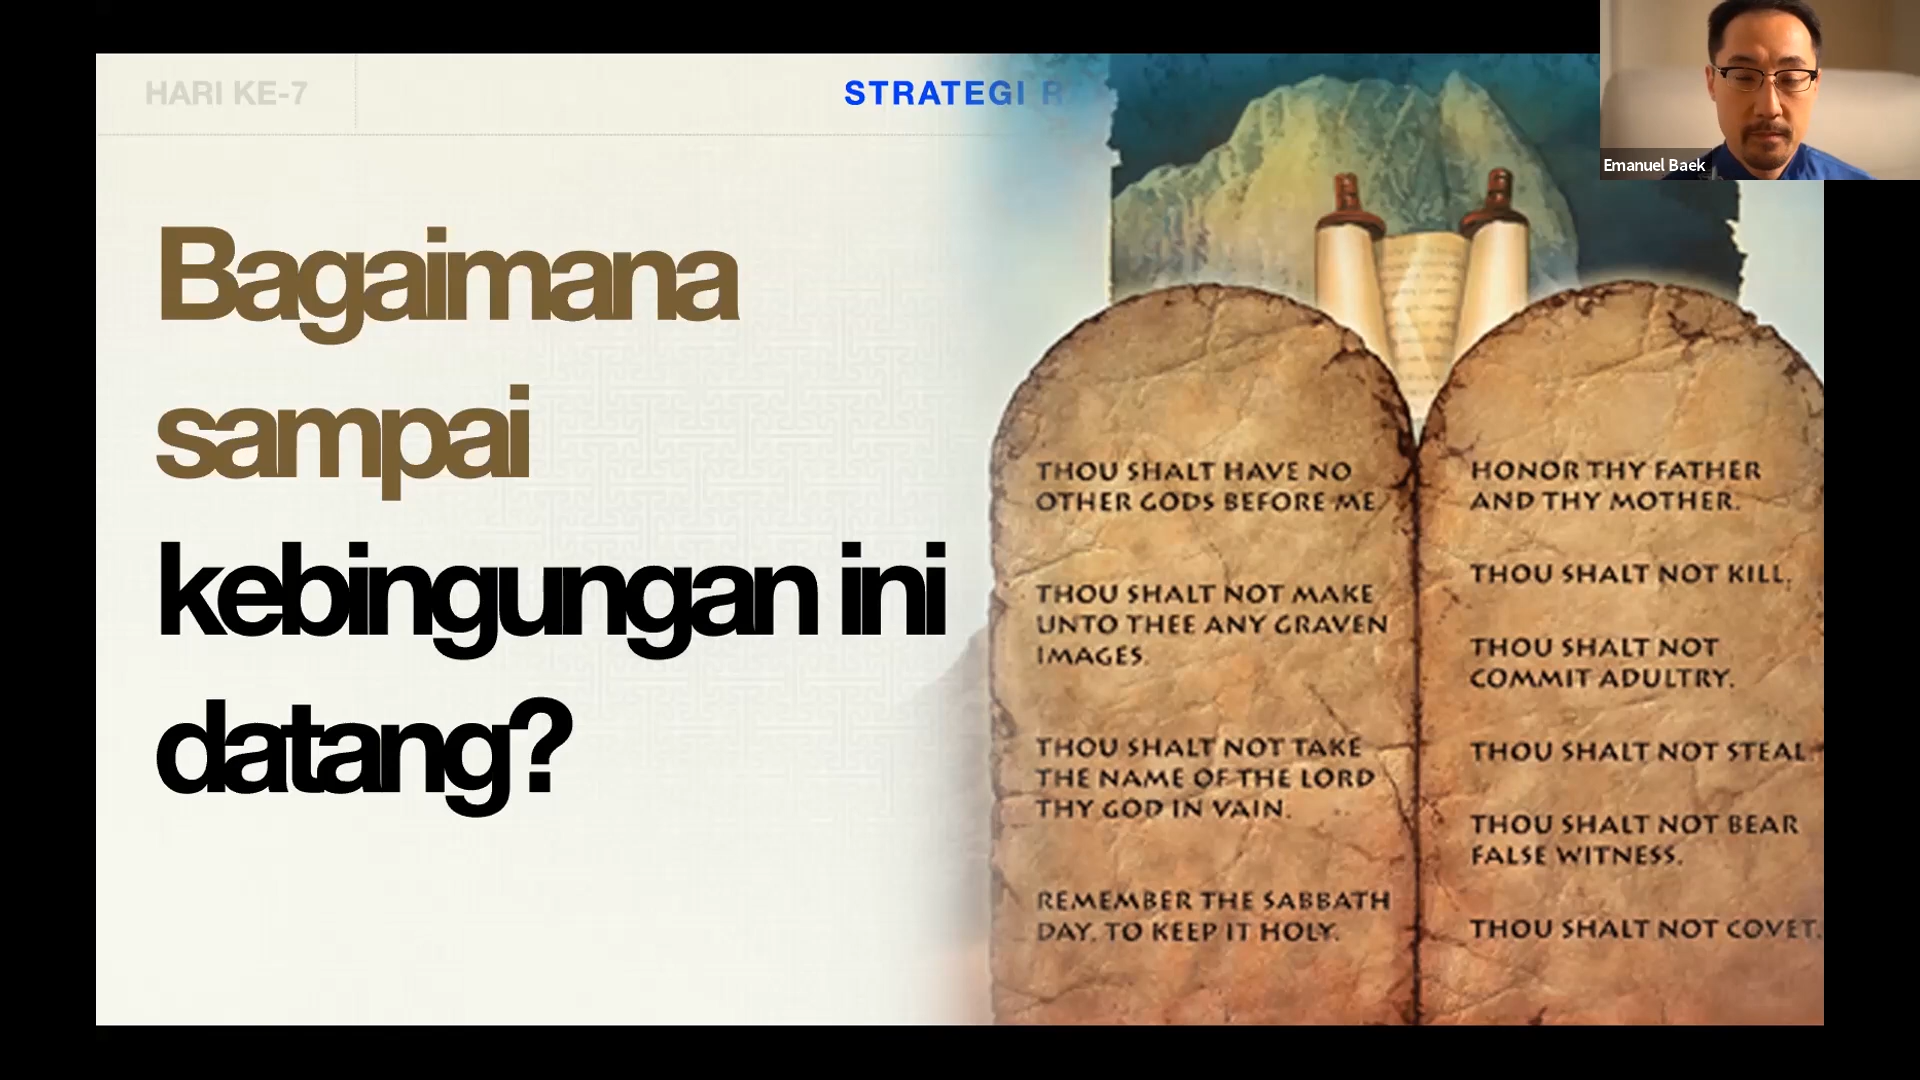 HARI KE-7
STRATEGI
Emanuel Baek
Bagaimana
sampai
kebingungan ini
datang?
THOU SHALT HAVE NO
OTHER GODS BEFORE ME
THOU SHALT NOT MAKE
UNTO THEE ANY GRAVEN
IMAGES.
THOU SHALT NOT TAKE
THE NAME OF THE LORD
THY GOD IN VAIN.
REMEMBER THE SABBATH
DAY, TO KEEP IT HOLY.
HONOR THY FATHER
AND THY MOTHER.
THOU SHALT NOT KILL.
THOU SHALT NOT
COMMIT ADULTRY.
THOU SHALT NOT STEAL.
THOU SHALT NOT BEAR
FALSE WITNESS.
THOU SHALT NOT COVET.